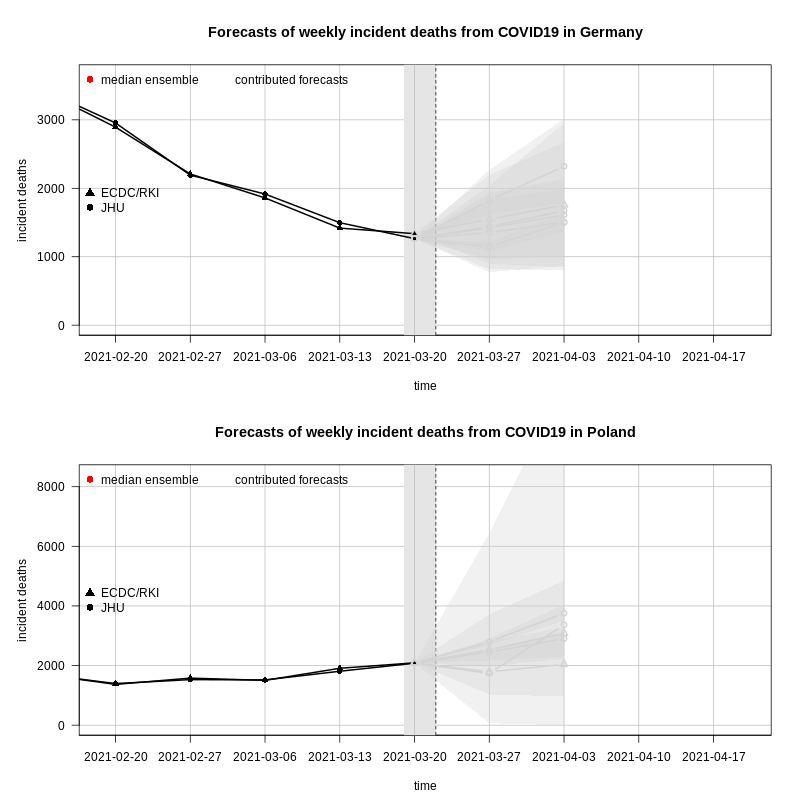 Forecasts of weekly incident deaths from COVID19 in Germany
median ensemble contributed forecasts
3000
2000
1000
0
incident deaths
ECDC/RKI
JHU
2021-02-20 2021-02-27 2021-03-06 2021-03-13 2021-03-20 2021-03-27 2021-04-03 2021-04-10 2021-04-17
time
Forecasts of weekly incident deaths from COVID19 in Poland
median ensemble contributed forecasts
8000
6000
4000
2000
0
incident deaths
ECDC/RKI
JHU
2021-02-20 2021-02-27 2021-03-06 2021-03-13 2021-03-20 2021-03-27 2021-04-03 2021-04-10 2021-04-17
time